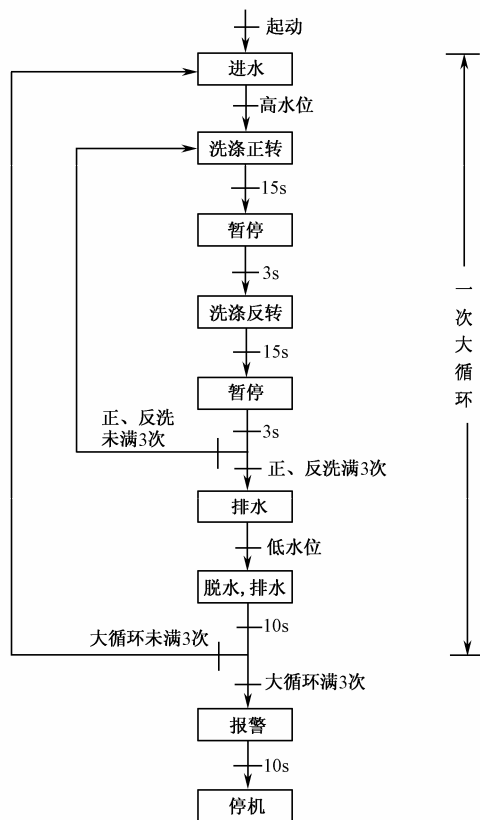 起动
进水
高水位
洗涤正转
15s
暂停
3s
洗涤反转
15s
暂停
正、反洗
未满3次
3s
正、反洗满3次
排水
低水位
脱水,排水
10s
大循环未满3次
大循环满3次
报警
10s
停机
一次大循环